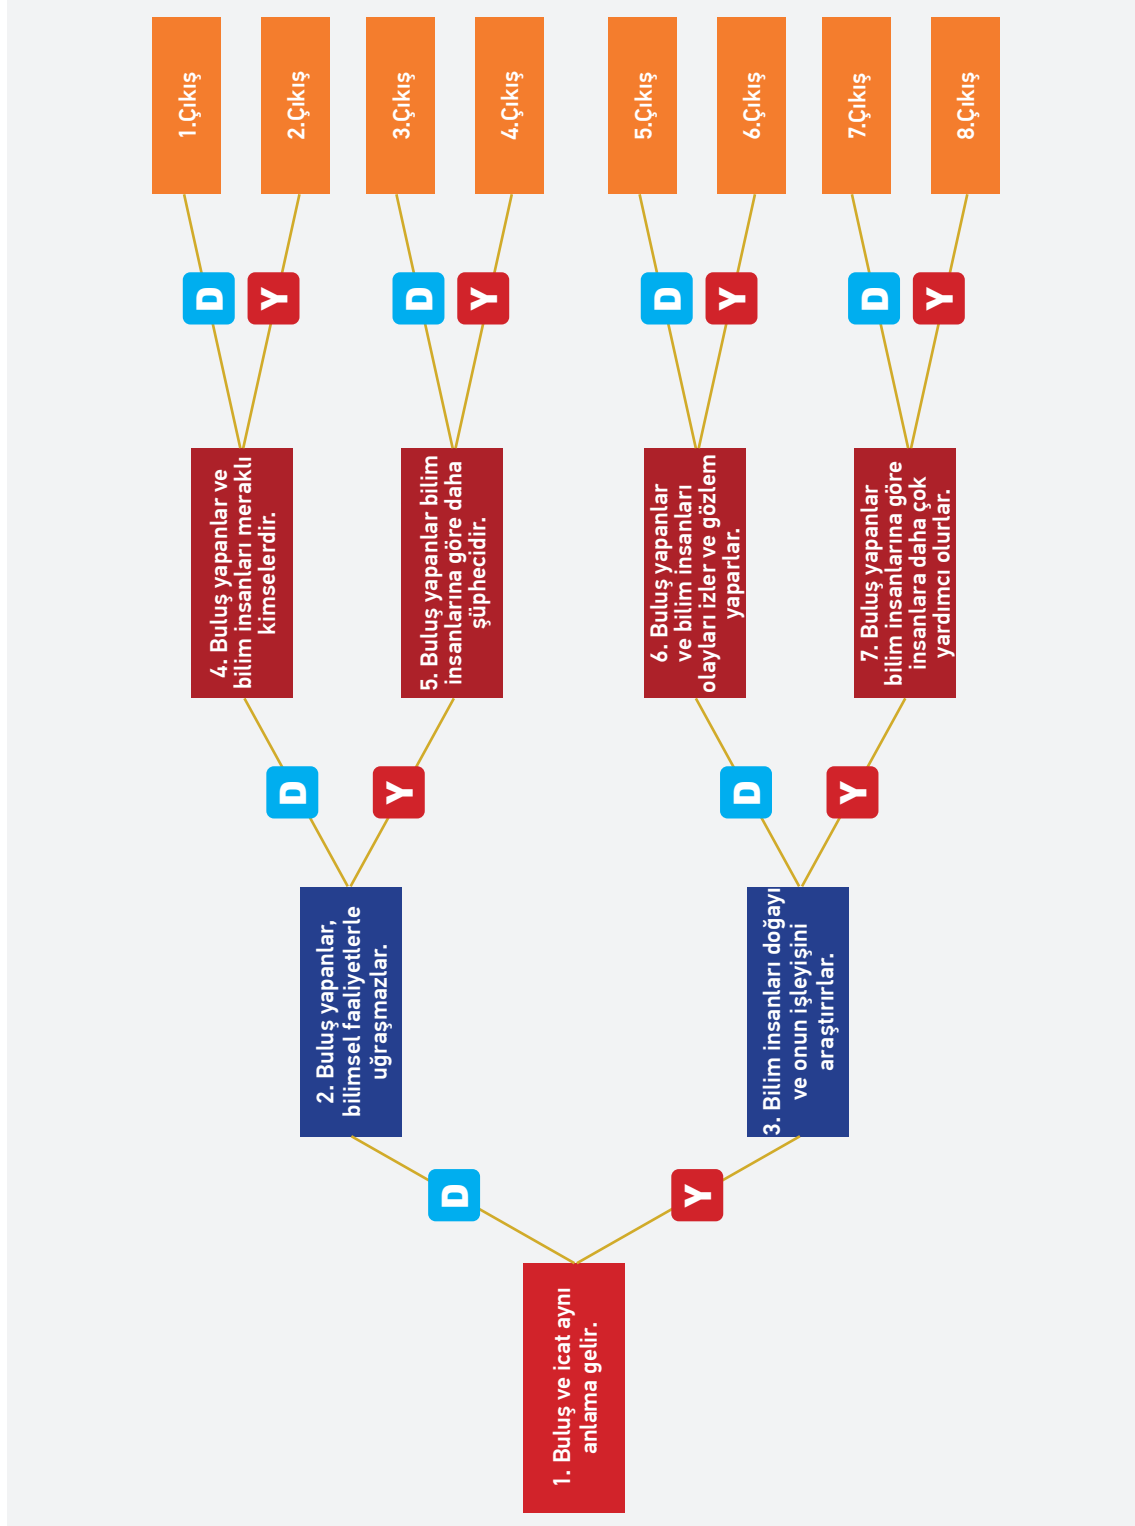 1. Buluş ve icat aynı
anlama gelir.
D
Y
2. Buluş yapanlar,
bilimsel faaliyetlerle
uğraşmazlar.
3. Bilim insanları doğayı
ve onun işleyişini
araştırırlar.
D
Y
D
Y
4. Buluş yapanlar ve
bilim insanları meraklı
kimselerdir.
5. Buluş yapanlar bilim
insanlarına göre daha
şüphecidir.
6. Buluş yapanlar
ve bilim insanları
olayları izler ve gözlem
yaparlar.
7. Buluş yapanlar
bilim insanlarına göre
insanlara daha çok
yardımcı olurlar.
D
Y
D
Y
D
Y
D
Y
1.Çıkış
2.Çıkış
3.Çıkış
4.Çıkış
5.Çıkış
6.Çıkış
7.Çıkış
8.Çıkış